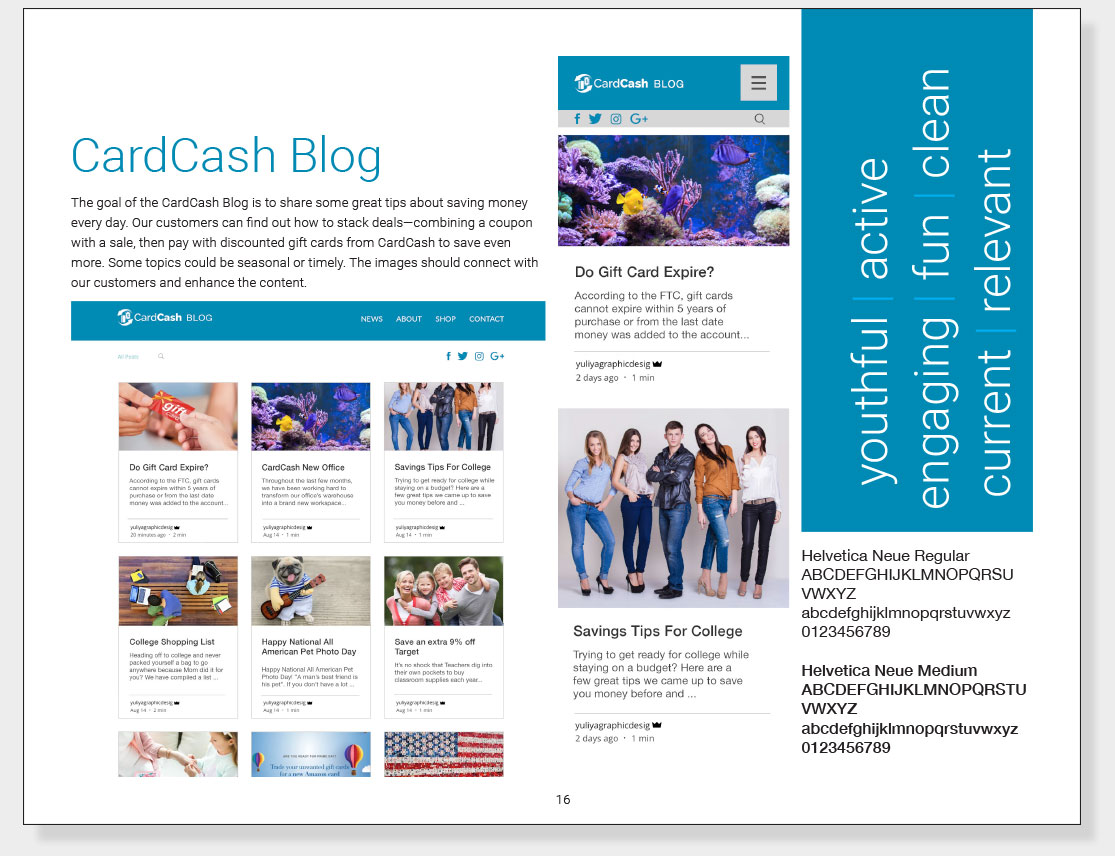 CardCash Blog
The goal of the CardCash Blog is to share some great tips about saving money
every day. Our customers can find out how to stack deals—combining a coupon
with a sale, then pay with discounted gift cards from CardCash to save even
more. Some topics could be seasonal or timely. The images should connect with
our customers and enhance the content.
CardCash BLOG
NEWS ABOUT SHOP CONTACT
All Posts
gift
Do Gift Card Expire?
According to the FTC, gift cards
cannot expire within 5 years of
purchase or from the last date
money was added to the account...
yuliyagraphicdesig
20 minutes ago · 2 min
CardCash New Office
Throughout the last few months,
we have been working hard to
transform our office's warehouse
into a brand new workspace...
yuliyagraphicdesig
Aug 14 · 1 min
Savings Tips For College
Trying to get ready for college while
staying on a budget? Here are a
few great tips we came up to save
you money before and ...
yuliyagraphicdesig
Aug 14 · 1 min
College Shopping List
Heading off to college and never
packed yourself a bag to go
anywhere because Mom did it for
you? We have compiled a list ...
yuliyagraphicdesig
Aug 14 · 2 min
Happy National All
American Pet Photo Day
Happy National All American Pet
Photo Day! "A man's best friend is
his pet". If you don't have a lot ...
yuliyagraphicdesig
Aug 14 · 1 min
Save an extra 9% off
Target
It's no shock that Teachers dig into
their own pockets to buy
classroom supplies each year...
yuliyagraphicdesig
Aug 14 · 1 min
Trade your unwanted gift cards
for a new Amazon card
CardCash BLOG
Do Gift Card Expire?
According to the FTC, gift cards
cannot expire within 5 years of
purchase or from the last date
money was added to the account...
yuliyagraphicdesig
2 days ago · 1 min
Savings Tips For College
Trying to get ready for college while
staying on a budget? Here are a
few great tips we came up to save
you money before and ...
yuliyagraphicdesig
2 days ago · 1 min
youthful | active
engaging | fun | clean
current | relevant
Helvetica Neue Regular
ABCDEFGHIJKLMNOPQRSU
VWXYZ
abcdefghijklmnopqrstuvwxyz
0123456789
Helvetica Neue Medium
ABCDEFGHIJKLMNOPQRSTU
VWXYZ
abcdefghijklmnopqrstuvwxyz
0123456789
16